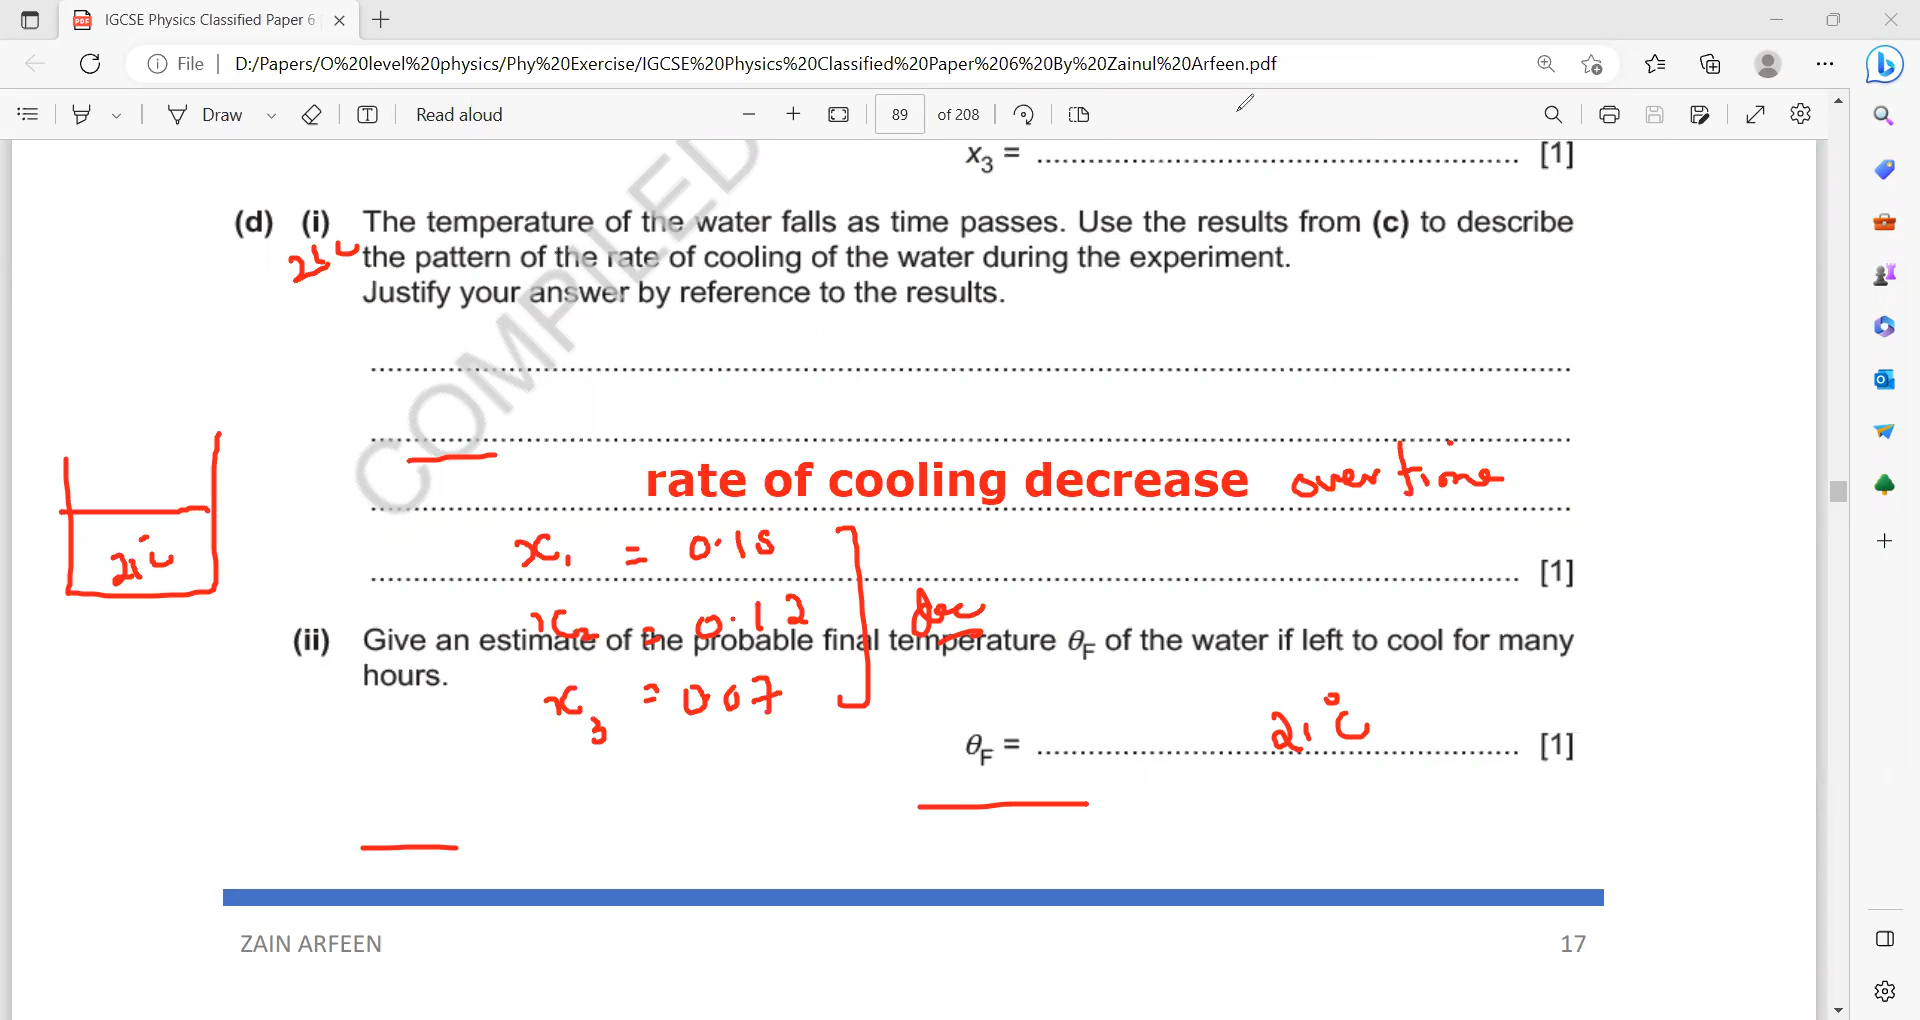 IGCSE Physics Classified Paper 6
File D:/Papers/O%20level%20physics/Phy%20Exercise/IGCSE%20Physics%20Classified%20Paper%206%20By%20Zainul%20Arfeen.pdf
Draw Read aloud 89 of 208
x3 = ........................................ [1]
(d) (i) The temperature of the water falls as time passes. Use the results from (c) to describe
21°C the pattern of the rate of cooling of the water during the experiment.
Justify your answer by reference to the results.
COMPILED
rate of cooling decrease over time
21°C
x1 = 0.18
[1]
x2 = 0.12 dec
(ii) Give an estimate of the probable final temperature θF of the water if left to cool for many
hours.
x3 = 0.07
θF = ........ 21°C ........ [1]
ZAIN ARFEEN 17